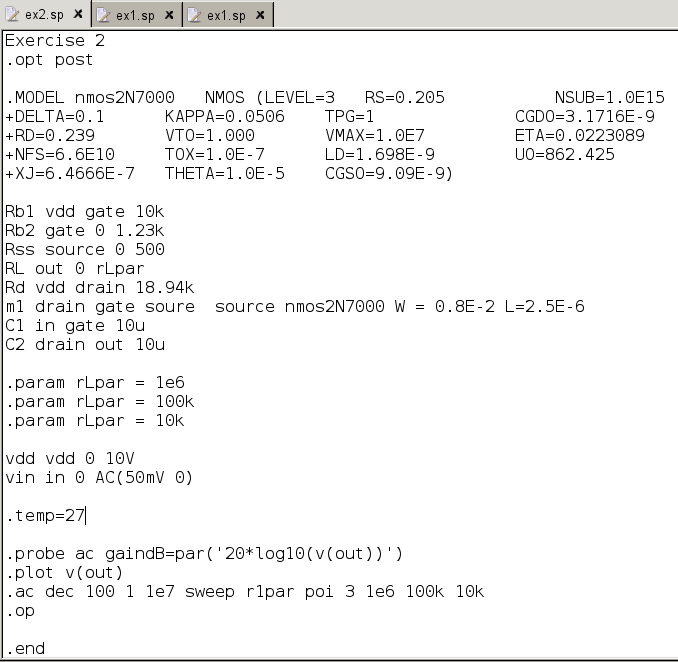 ex2.sp ex1.sp ex1.sp
Exercise 2
.opt post
.MODEL nmos2N7000 NMOS (LEVEL=3 RS=0.205 NSUB=1.0E15
+DELTA=0.1 KAPPA=0.0506 TPG=1 CGDO=3.1716E-9
+RD=0.239 VTO=1.000 VMAX=1.0E7 ETA=0.0223089
+NFS=6.6E10 TOX=1.0E-7 LD=1.698E-9 UO=862.425
+XJ=6.4666E-7 THETA=1.0E-5 CGSO=9.09E-9)
Rb1 vdd gate 10k
Rb2 gate 0 1.23k
Rss source 0 500
RL out 0 rLpar
Rd vdd drain 18.94k
m1 drain gate soure source nmos2N7000 W = 0.8E-2 L=2.5E-6
C1 in gate 10u
C2 drain out 10u
.param rLpar = 1e6
.param rLpar = 100k
.param rLpar = 10k
vdd vdd 0 10V
vin in 0 AC(50mV 0)
.temp=27
.probe ac gaindB=par('20*log10(v(out))')
.plot v(out)
.ac dec 100 1 1e7 sweep r1par poi 3 1e6 100k 10k
.op
.end